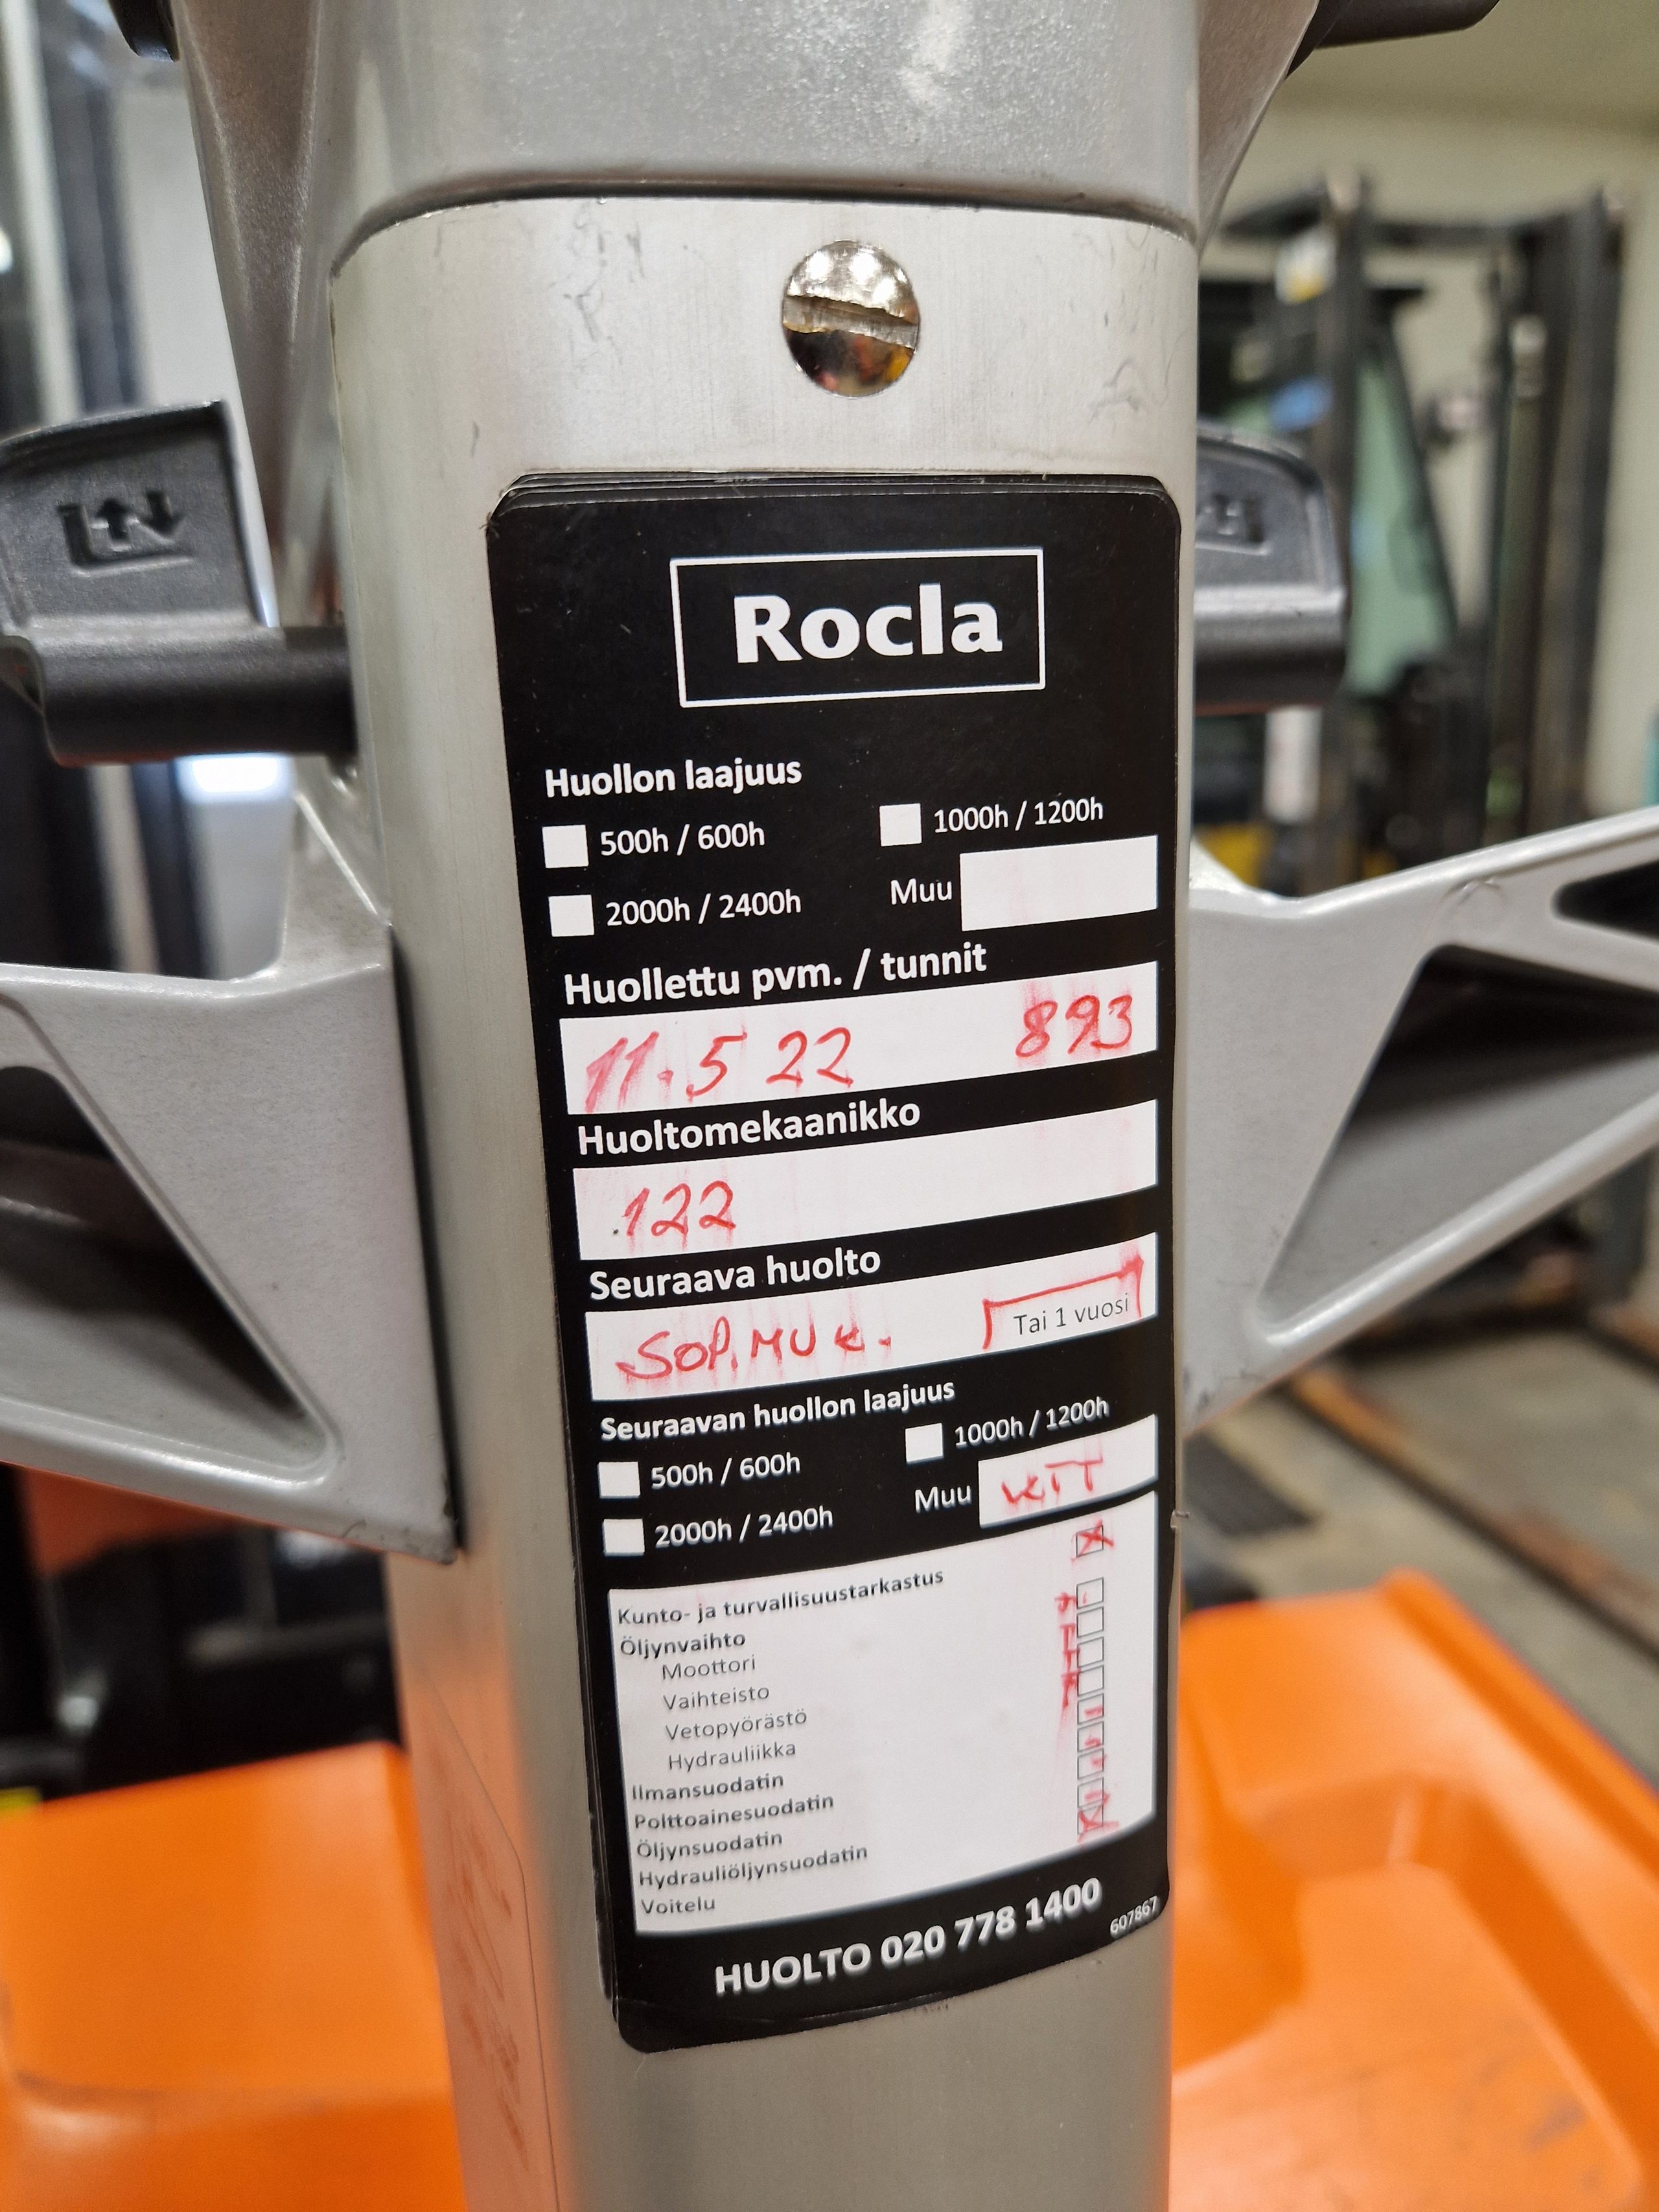 Rocla
Huollon laajuus
500h / 600h 1000h / 1200h
2000h / 2400h Muu
Huollettu pvm. / tunnit
11.5 22 893
Huoltomekaanikko
122
Seuraava huolto
SOP. MUK. Tai 1 vuosi
Seuraavan huollon laajuus
500h / 600h 1000h / 1200h
2000h / 2400h Muu KTT
Kunto- ja turvallisuustarkastus
Öljynvaihto
Moottori
Vaihteisto
Vetopyörästö
Hydrauliikka
Ilmansuodatin
Polttoainesuodatin
Öljynsuodatin
Hydrauliöljynsuodatin
Voitelu
HUOLTO 020 778 1400
607867